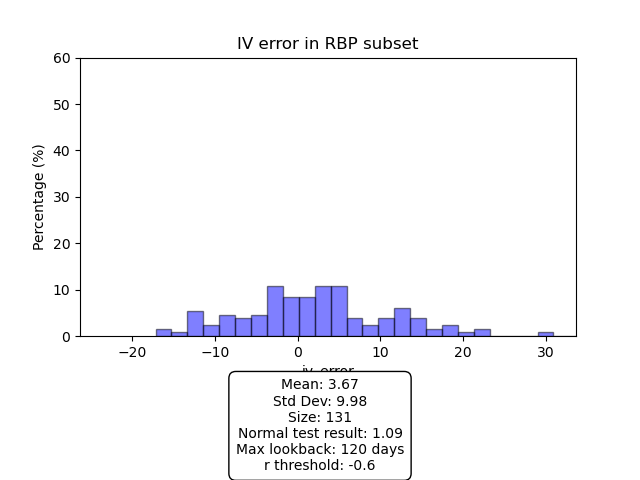 IV error in RBP subset
60
50
40
30
20
10
0
Percentage (%)
−20
−10
0
10
20
30
iv_error
Mean: 3.67
Std Dev: 9.98
Size: 131
Normal test result: 1.09
Max lookback: 120 days
r threshold: -0.6